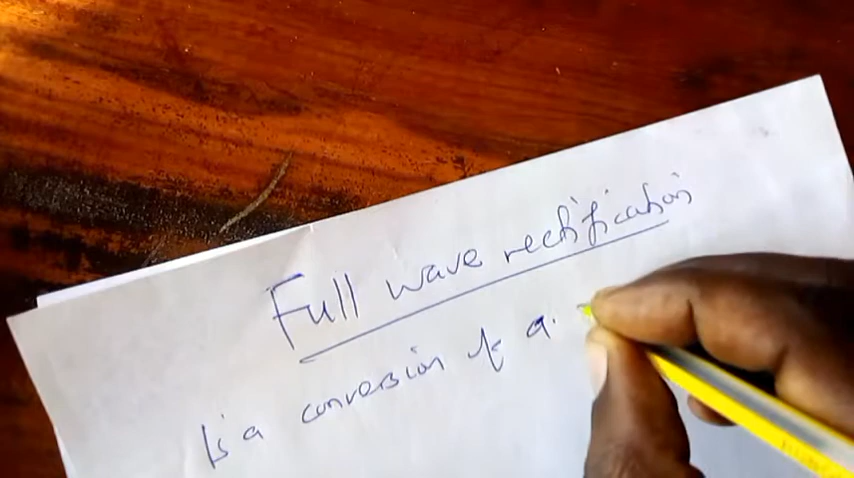 Full wave rectification
Is a conversion of a.